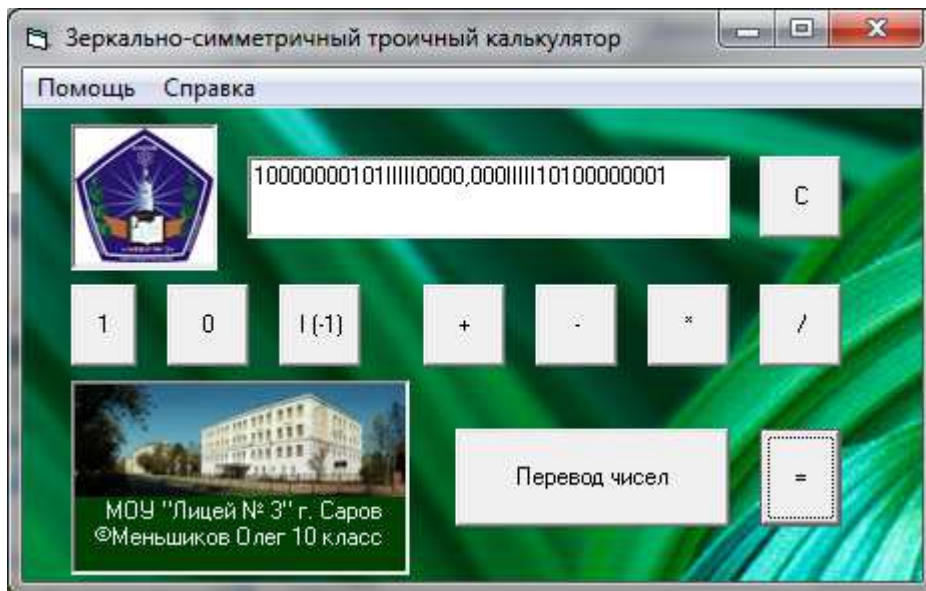 Зеркально-симметричный троичный калькулятор
Помощь Справка
10000000101IIIII0000,000IIIII10100000001
C
1 0 I (-1) + - * /
Перевод чисел =
МОУ "Лицей № 3" г. Саров
©Меньшиков Олег 10 класс